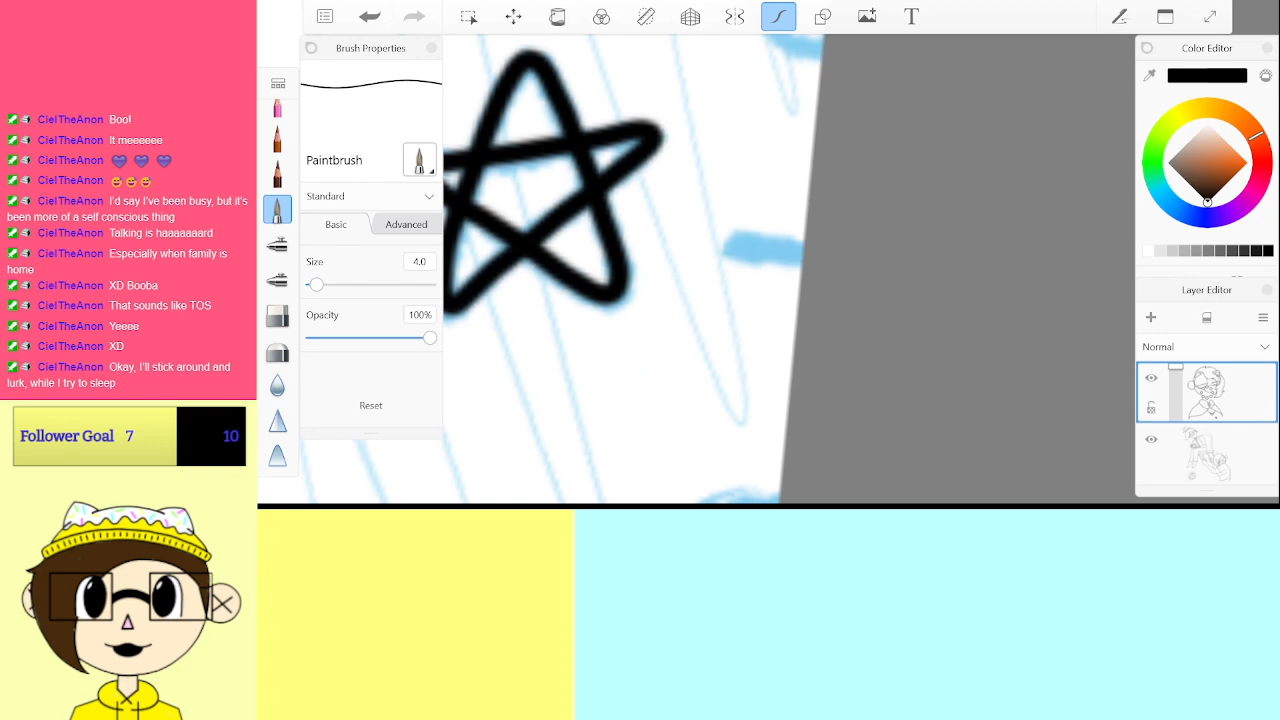 CielTheAnon Boo!
CielTheAnon It meeeeee
CielTheAnon
CielTheAnon
CielTheAnon I'd say I've been busy, but it's
been more of a self conscious thing
CielTheAnon Talking is haaaaaard
CielTheAnon Especially when family is
home
CielTheAnon XD Booba
CielTheAnon That sounds like TOS
CielTheAnon Yeeee
CielTheAnon XD
CielTheAnon Okay, I'll stick around and
lurk, while I try to sleep
Follower Goal 7 10
Brush Properties
Paintbrush
Standard
Basic Advanced
Size 4.0
Opacity 100%
Reset
T
Color Editor
Layer Editor
Normal